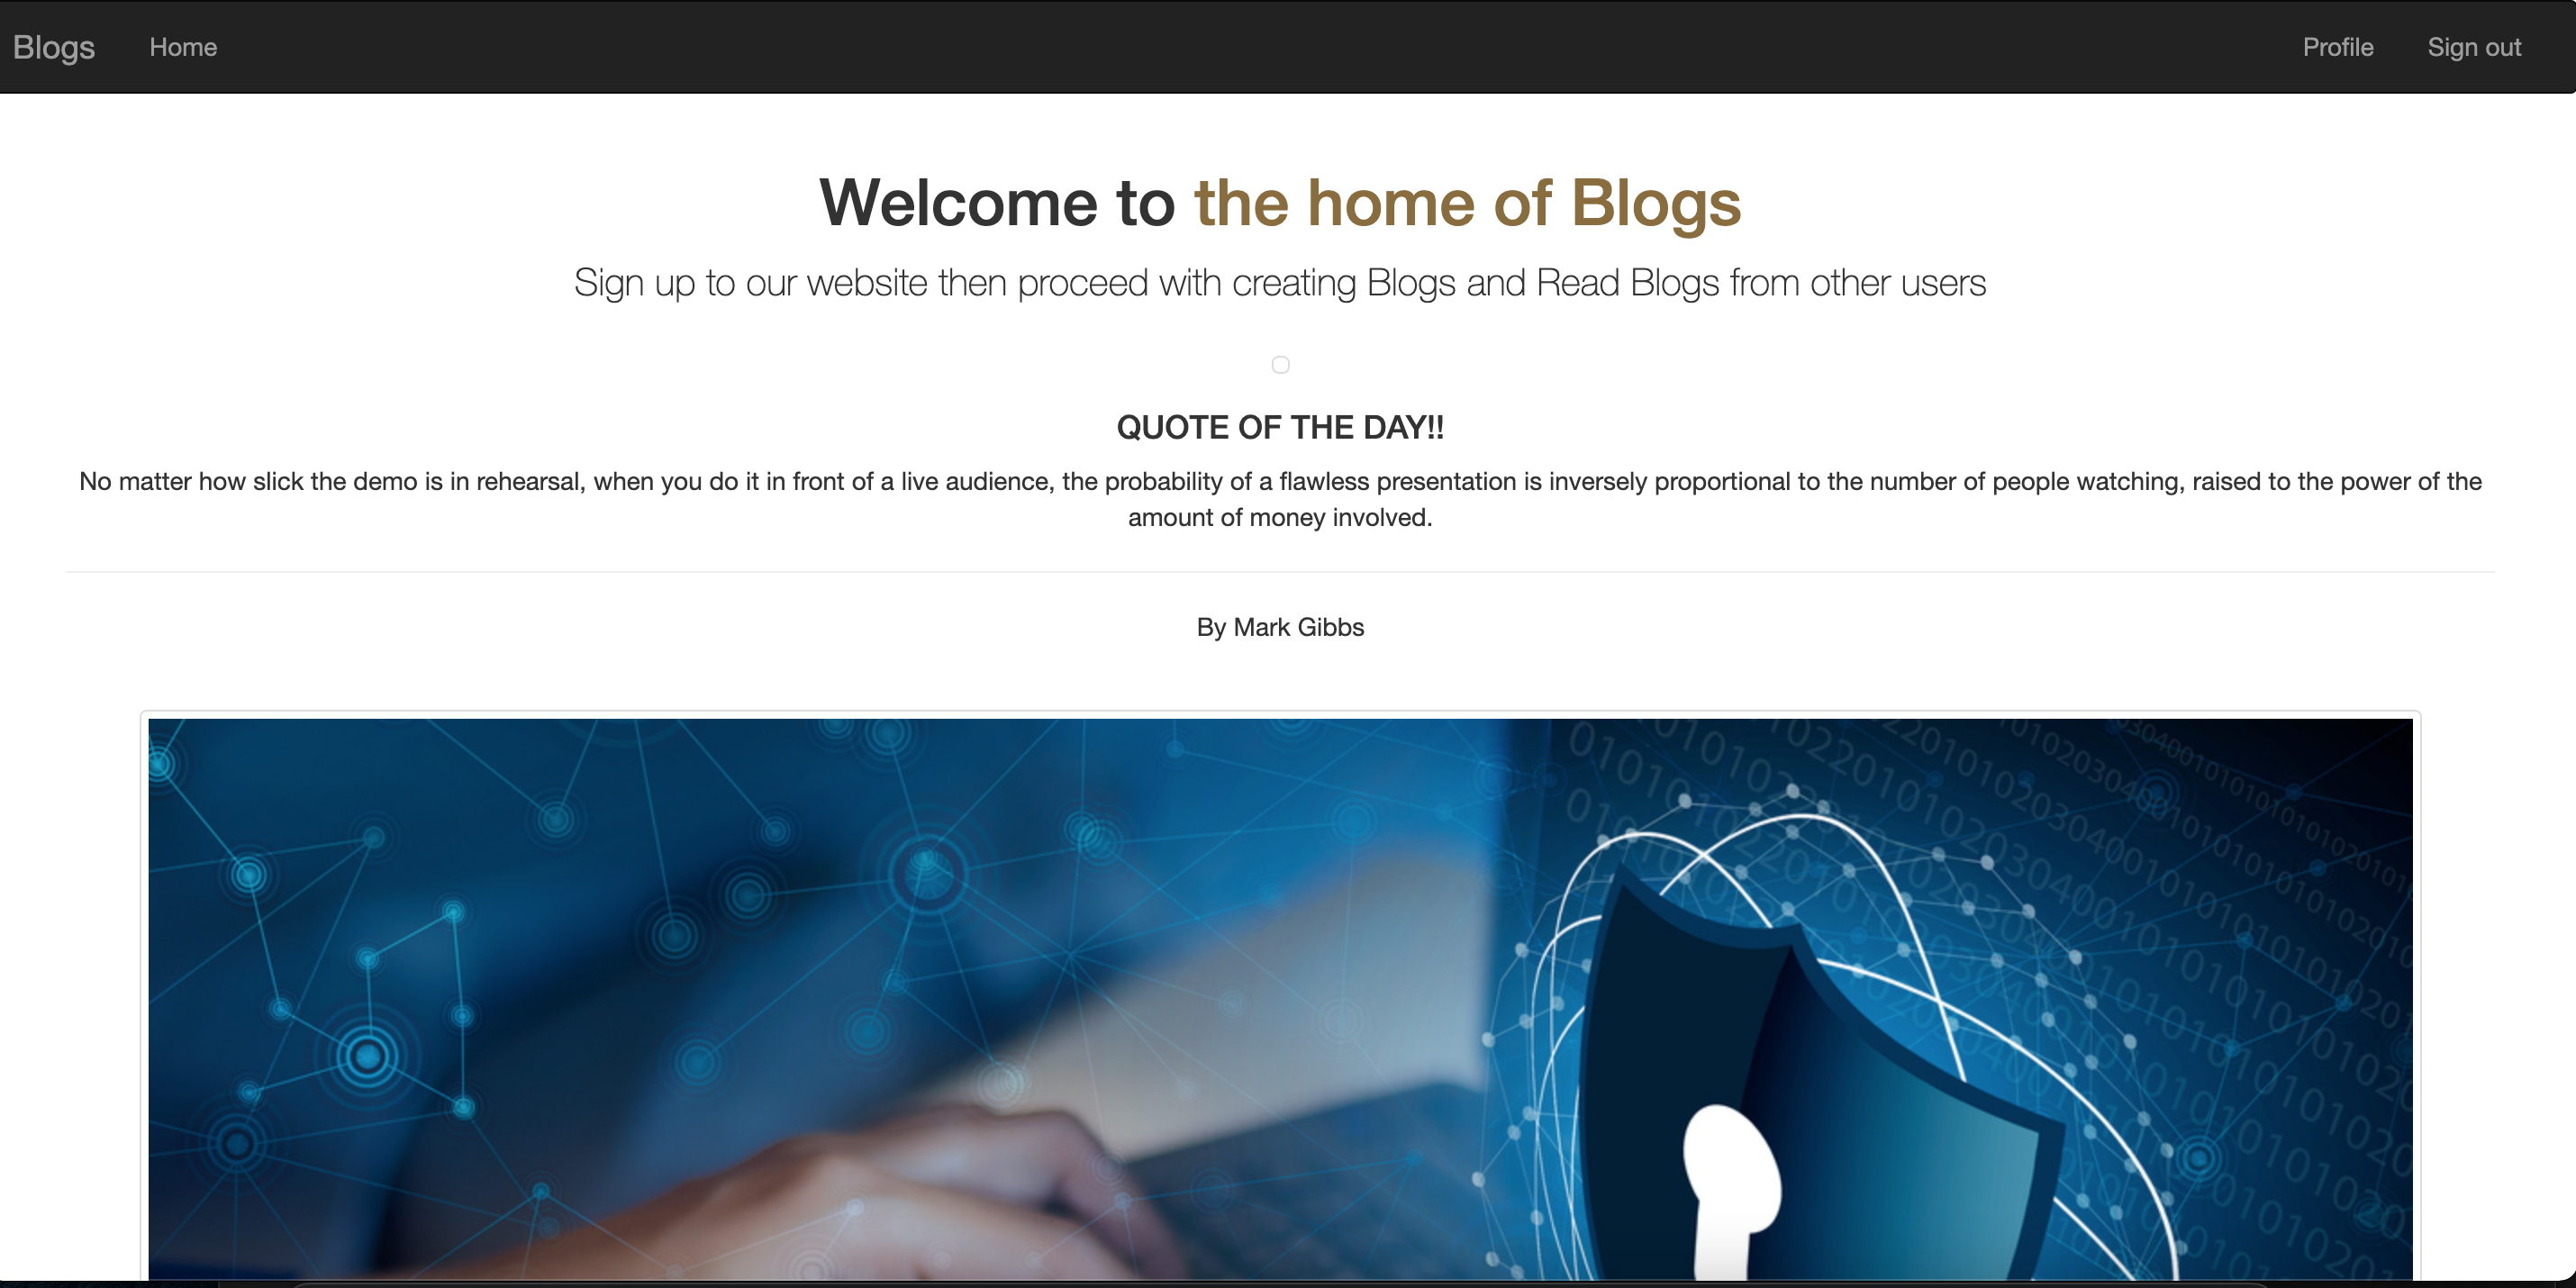 Blogs Home Profile Sign out
Welcome to the home of Blogs
Sign up to our website then proceed with creating Blogs and Read Blogs from other users
QUOTE OF THE DAY!!
No matter how slick the demo is in rehearsal, when you do it in front of a live audience, the probability of a flawless presentation is inversely proportional to the number of people watching, raised to the power of the
amount of money involved.
By Mark Gibbs